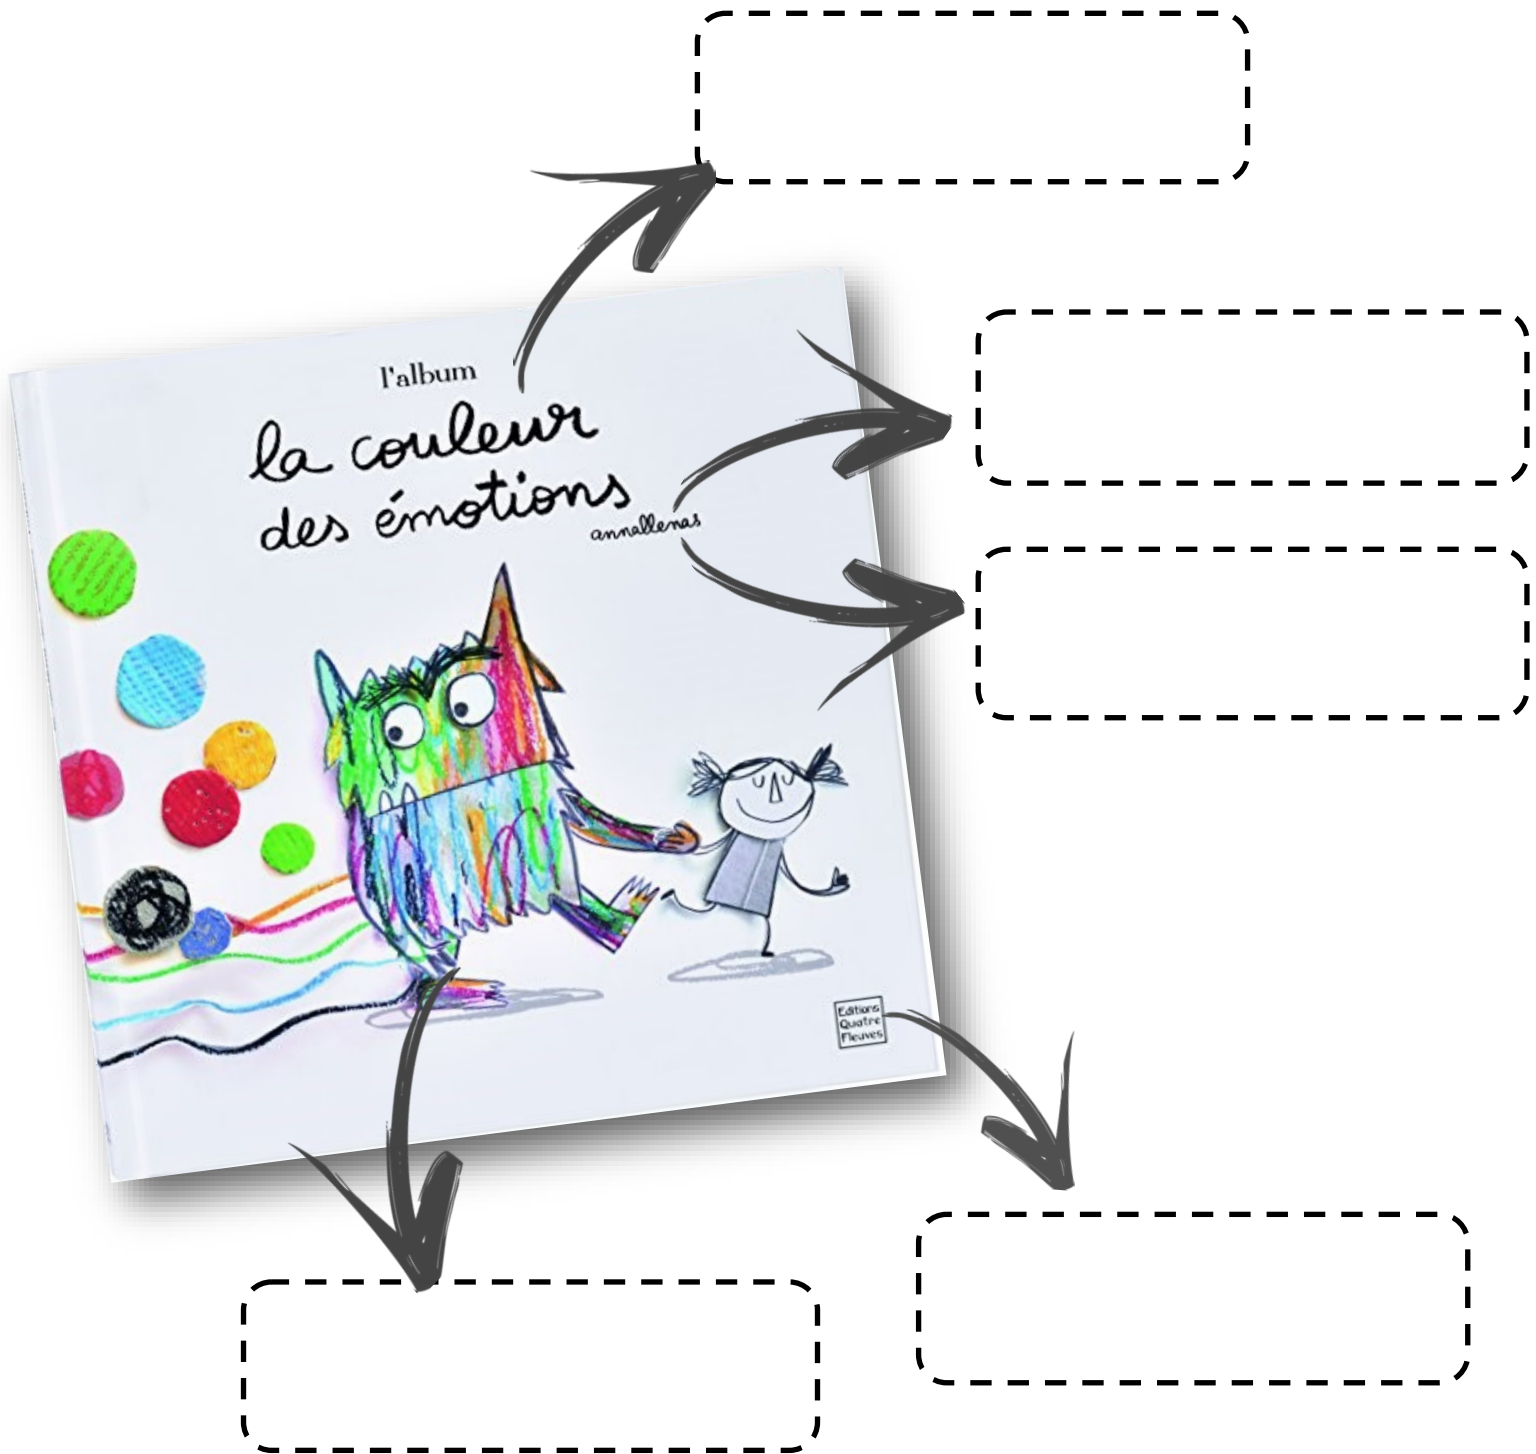 l'album
la couleur
des émotions
annallenas
Editions
Quatre
Fleuves